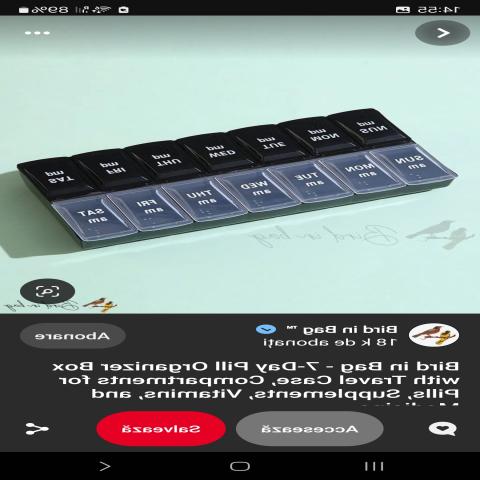 14:55 89%
SUN MON TUE WED THU FRI SAT
pm pm pm pm pm pm pm
SUN MON TUE WED THU FRI SAT
am am am am am am am
Bird in bag
Bird in bag
Bird in Bag ™
18 k de abonați
Abonare
Bird in Bag - 7-Day Pill Organizer Box
with Travel Case, Compartments for
Pills, Supplements, Vitamins, and
Accesează
Salvează